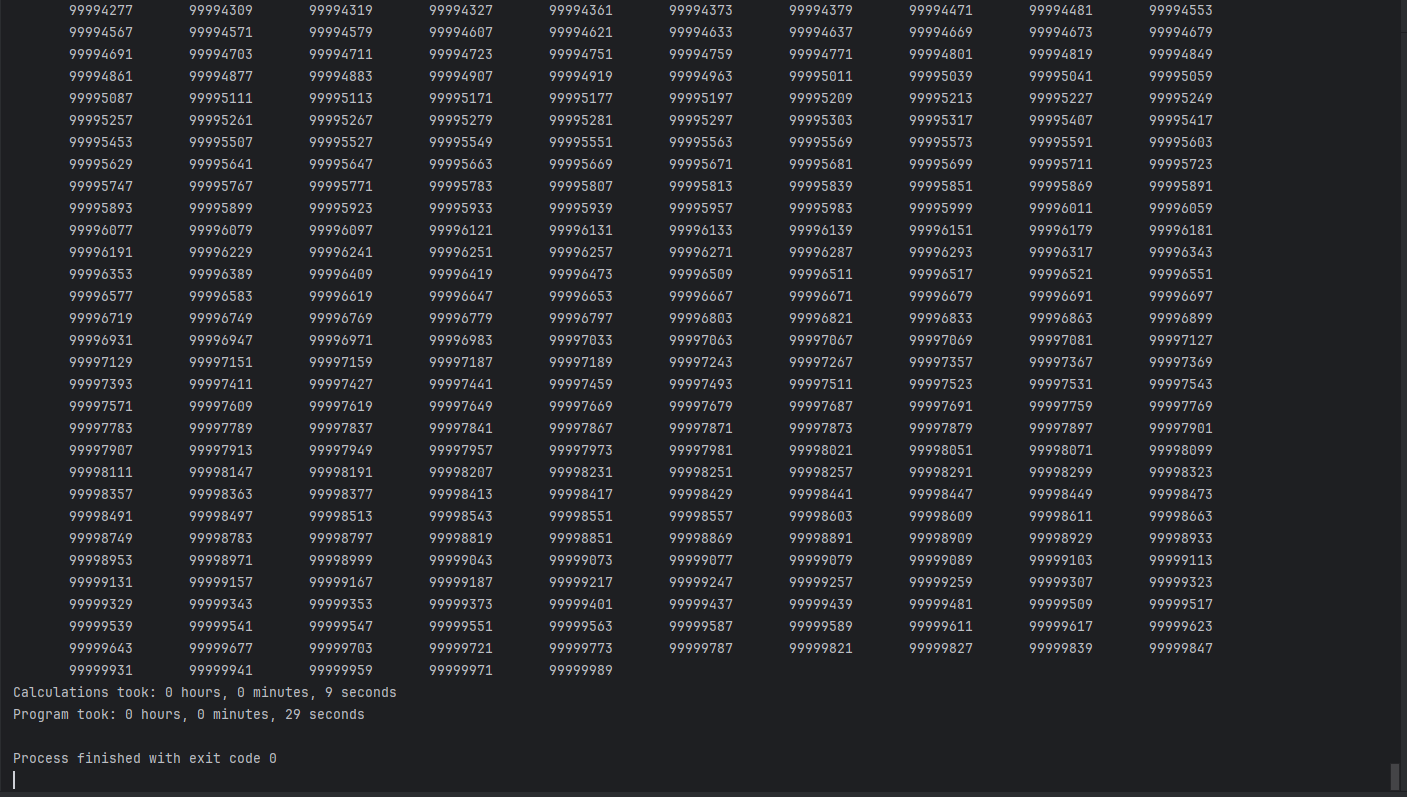 99994277 99994309 99994319 99994327 99994361 99994373 99994379 99994471 99994481 99994553
99994567 99994571 99994579 99994607 99994621 99994633 99994637 99994669 99994673 99994679
99994691 99994703 99994711 99994723 99994751 99994759 99994771 99994801 99994819 99994849
99994861 99994877 99994883 99994907 99994919 99994963 99995011 99995039 99995041 99995059
99995087 99995111 99995113 99995171 99995177 99995197 99995209 99995213 99995227 99995249
99995257 99995261 99995267 99995279 99995281 99995297 99995303 99995317 99995407 99995417
99995453 99995507 99995527 99995549 99995551 99995563 99995569 99995573 99995591 99995603
99995629 99995641 99995647 99995663 99995669 99995671 99995681 99995699 99995711 99995723
99995747 99995767 99995771 99995783 99995807 99995813 99995839 99995851 99995869 99995891
99995893 99995899 99995923 99995933 99995939 99995957 99995983 99995999 99996011 99996059
99996077 99996079 99996097 99996121 99996131 99996133 99996139 99996151 99996179 99996181
99996191 99996229 99996241 99996251 99996257 99996271 99996287 99996293 99996317 99996343
99996353 99996389 99996409 99996419 99996473 99996509 99996511 99996517 99996521 99996551
99996577 99996583 99996619 99996647 99996653 99996667 99996671 99996679 99996691 99996697
99996719 99996749 99996769 99996779 99996797 99996803 99996821 99996833 99996863 99996899
99996931 99996947 99996971 99996983 99997033 99997063 99997067 99997069 99997081 99997127
99997129 99997151 99997159 99997187 99997189 99997243 99997267 99997357 99997367 99997369
99997393 99997411 99997427 99997441 99997459 99997493 99997511 99997523 99997531 99997543
99997571 99997609 99997619 99997649 99997669 99997679 99997687 99997691 99997759 99997769
99997783 99997789 99997837 99997841 99997867 99997871 99997873 99997879 99997897 99997901
99997907 99997913 99997949 99997957 99997973 99997981 99998021 99998051 99998071 99998099
99998111 99998147 99998191 99998207 99998231 99998251 99998257 99998291 99998299 99998323
99998357 99998363 99998377 99998413 99998417 99998429 99998441 99998447 99998449 99998473
99998491 99998497 99998513 99998543 99998551 99998557 99998603 99998609 99998611 99998663
99998749 99998783 99998797 99998819 99998851 99998869 99998891 99998909 99998929 99998933
99998953 99998971 99998999 99999043 99999073 99999077 99999079 99999089 99999103 99999113
99999131 99999157 99999167 99999187 99999217 99999247 99999257 99999259 99999307 99999323
99999329 99999343 99999353 99999373 99999401 99999437 99999439 99999481 99999509 99999517
99999539 99999541 99999547 99999551 99999563 99999587 99999589 99999611 99999617 99999623
99999643 99999677 99999703 99999721 99999773 99999787 99999821 99999827 99999839 99999847
99999931 99999941 99999959 99999971 99999989
Calculations took: 0 hours, 0 minutes, 9 seconds
Program took: 0 hours, 0 minutes, 29 seconds
Process finished with exit code 0